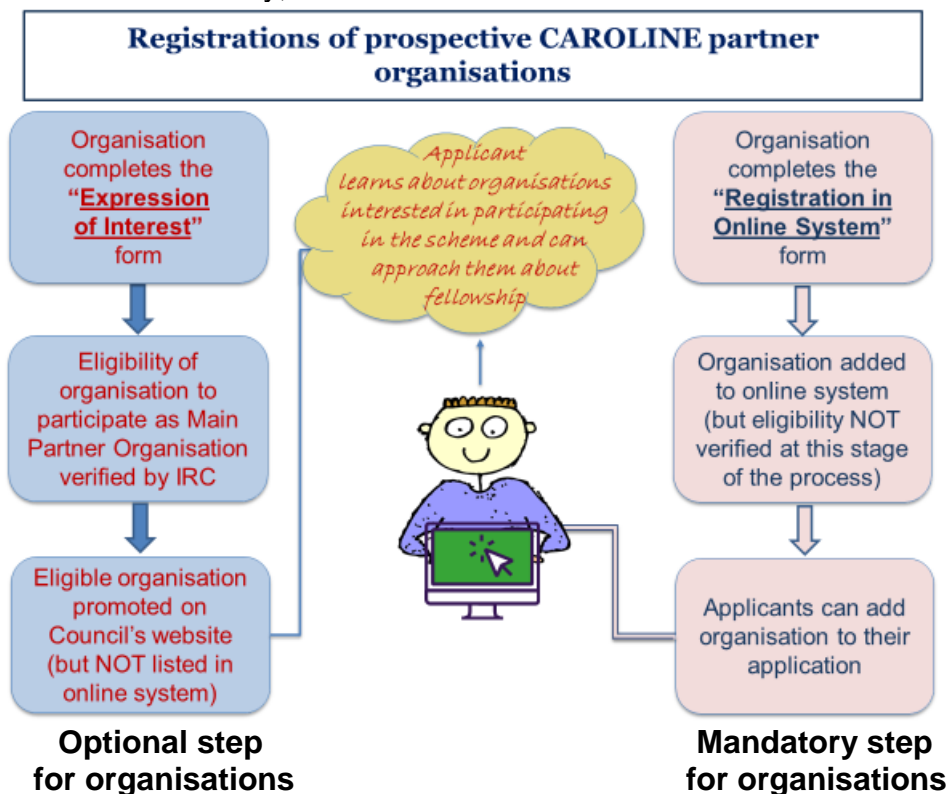 Registrations of prospective CAROLINE partner
organisations
Organisation
completes the
“Expression
of Interest”
form
Eligibility of
organisation to
participate as Main
Partner Organisation
verified by IRC
Eligible organisation
promoted on
Council’s website
(but NOT listed in
online system)
Optional step
for organisations
Applicant
learns about organisations
interested in participating
in the scheme and can
approach them about
fellowship
Organisation
completes the
“Registration in
Online System”
form
Organisation added
to online system
(but eligibility NOT
verified at this stage
of the process)
Applicants can add
organisation to their
application
Mandatory step
for organisations